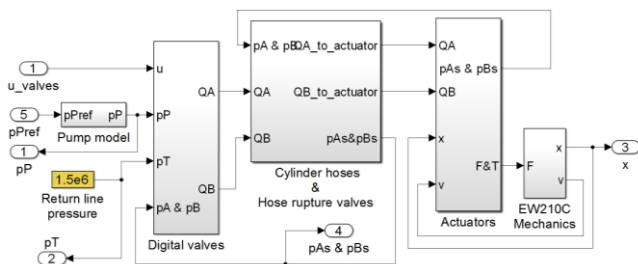 1
u_valves
5
pPref
pPref pP
Pump model
1
pP
1.5e6
Return line
pressure
pT
2
u
pP
pT
pA & pB
QA
QB
Digital valves
pA & pB
QA
QB
QA_to_actuator
QB_to_actuator
pAs&pBs
Cylinder hoses
&
Hose rupture valves
4
pAs & pBs
QA
QB
x
v
pAs & pBs
F&T
Actuators
F
x
v
EW210C
Mechanics
3
x